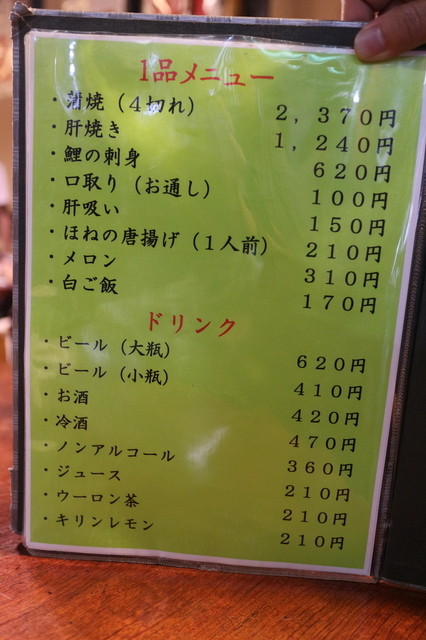 1品メニュー
・蒲焼（４切れ） ２，３７０円
・肝焼き １，２４０円
・鯉の刺身 ６２０円
・口取り（お通し） １００円
・肝吸い １５０円
・ほねの唐揚げ（１人前） ２１０円
・メロン ３１０円
・白ご飯 １７０円
ドリンク
・ビール（大瓶） ６２０円
・ビール（小瓶） ４１０円
・お酒 ４２０円
・冷酒 ４７０円
・ノンアルコール ３６０円
・ジュース ２１０円
・ウーロン茶 ２１０円
・キリンレモン ２１０円